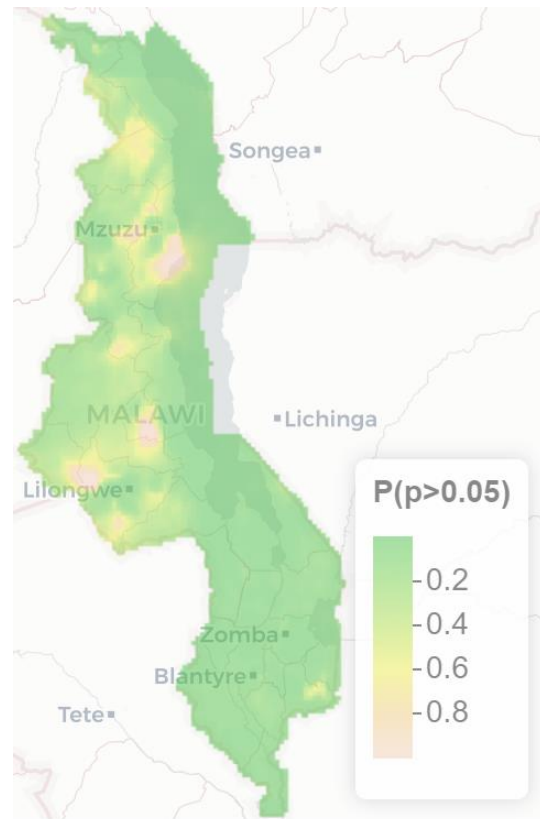 Songea
Mzuzu
MALAWI
Lichinga
Lilongwe
P(p>0.05)
0.2
0.4
0.6
0.8
Zomba
Blantyre
Tete